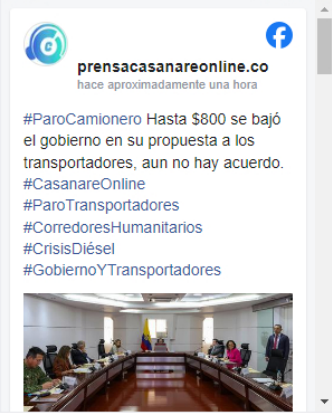 prensacasanareonline.co
hace aproximadamente una hora
#ParoCamionero Hasta $800 se bajó
el gobierno en su propuesta a los
transportadores, aun no hay acuerdo.
#CasanareOnline
#ParoTransportadores
#CorredoresHumanitarios
#CrisisDiésel
#GobiernoYTransportadores